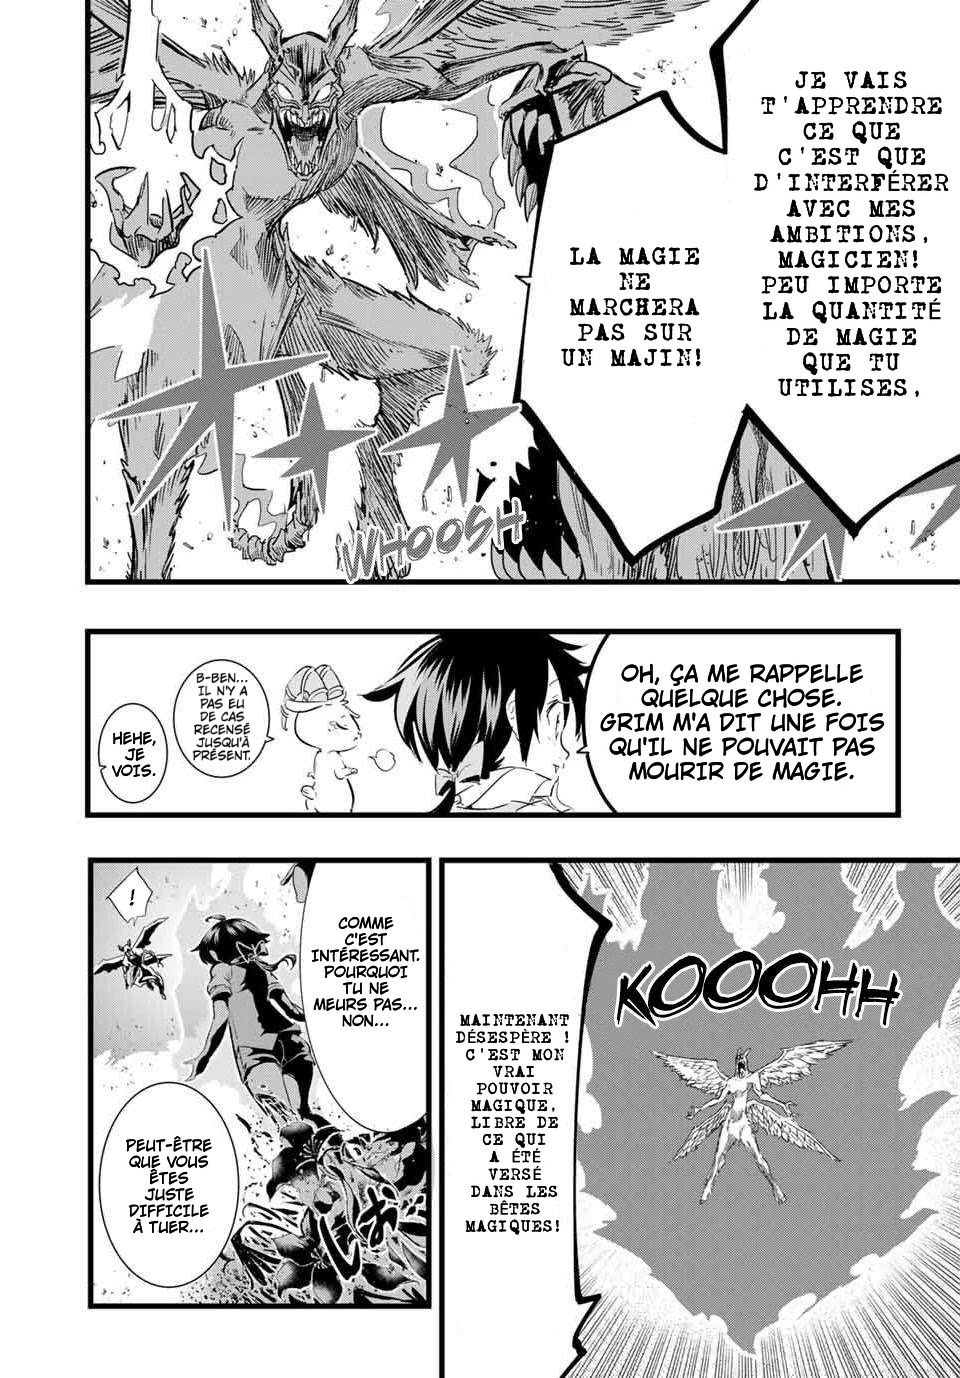 JE VAIS
T'APPRENDRE
CE QUE
C'EST QUE
D'INTERFÉRER
AVEC MES
AMBITIONS,
MAGICIEN!
PEU IMPORTE
LA QUANTITÉ
DE MAGIE
QUE TU
UTILISES,
LA MAGIE
NE
MARCHERA
PAS SUR
UN MAJIN!
WHOOSH
OH, ÇA ME RAPPELLE
QUELQUE CHOSE.
GRIM M'A DIT UNE FOIS
QU'IL NE POUVAIT PAS
MOURIR DE MAGIE.
B-BEN...
IL N'Y A
PAS EU
DE CAS
RECENSÉ
JUSQU'À
PRÉSENT.
HEHE,
JE
VOIS.
KOOOHH
MAINTENANT
DÉSESPÈRE !
C'EST MON
VRAI
POUVOIR
MAGIQUE,
LIBRE DE
CE QUI
A ÉTÉ
VERSÉ
DANS LES
BÊTES
MAGIQUES!
COMME
C'EST
INTÉRESSANT.
POURQUOI
TU NE
MEURS PAS...
NON...
!
PEUT-ÊTRE
QUE VOUS
ÊTES
JUSTE
DIFFICILE
À TUER...